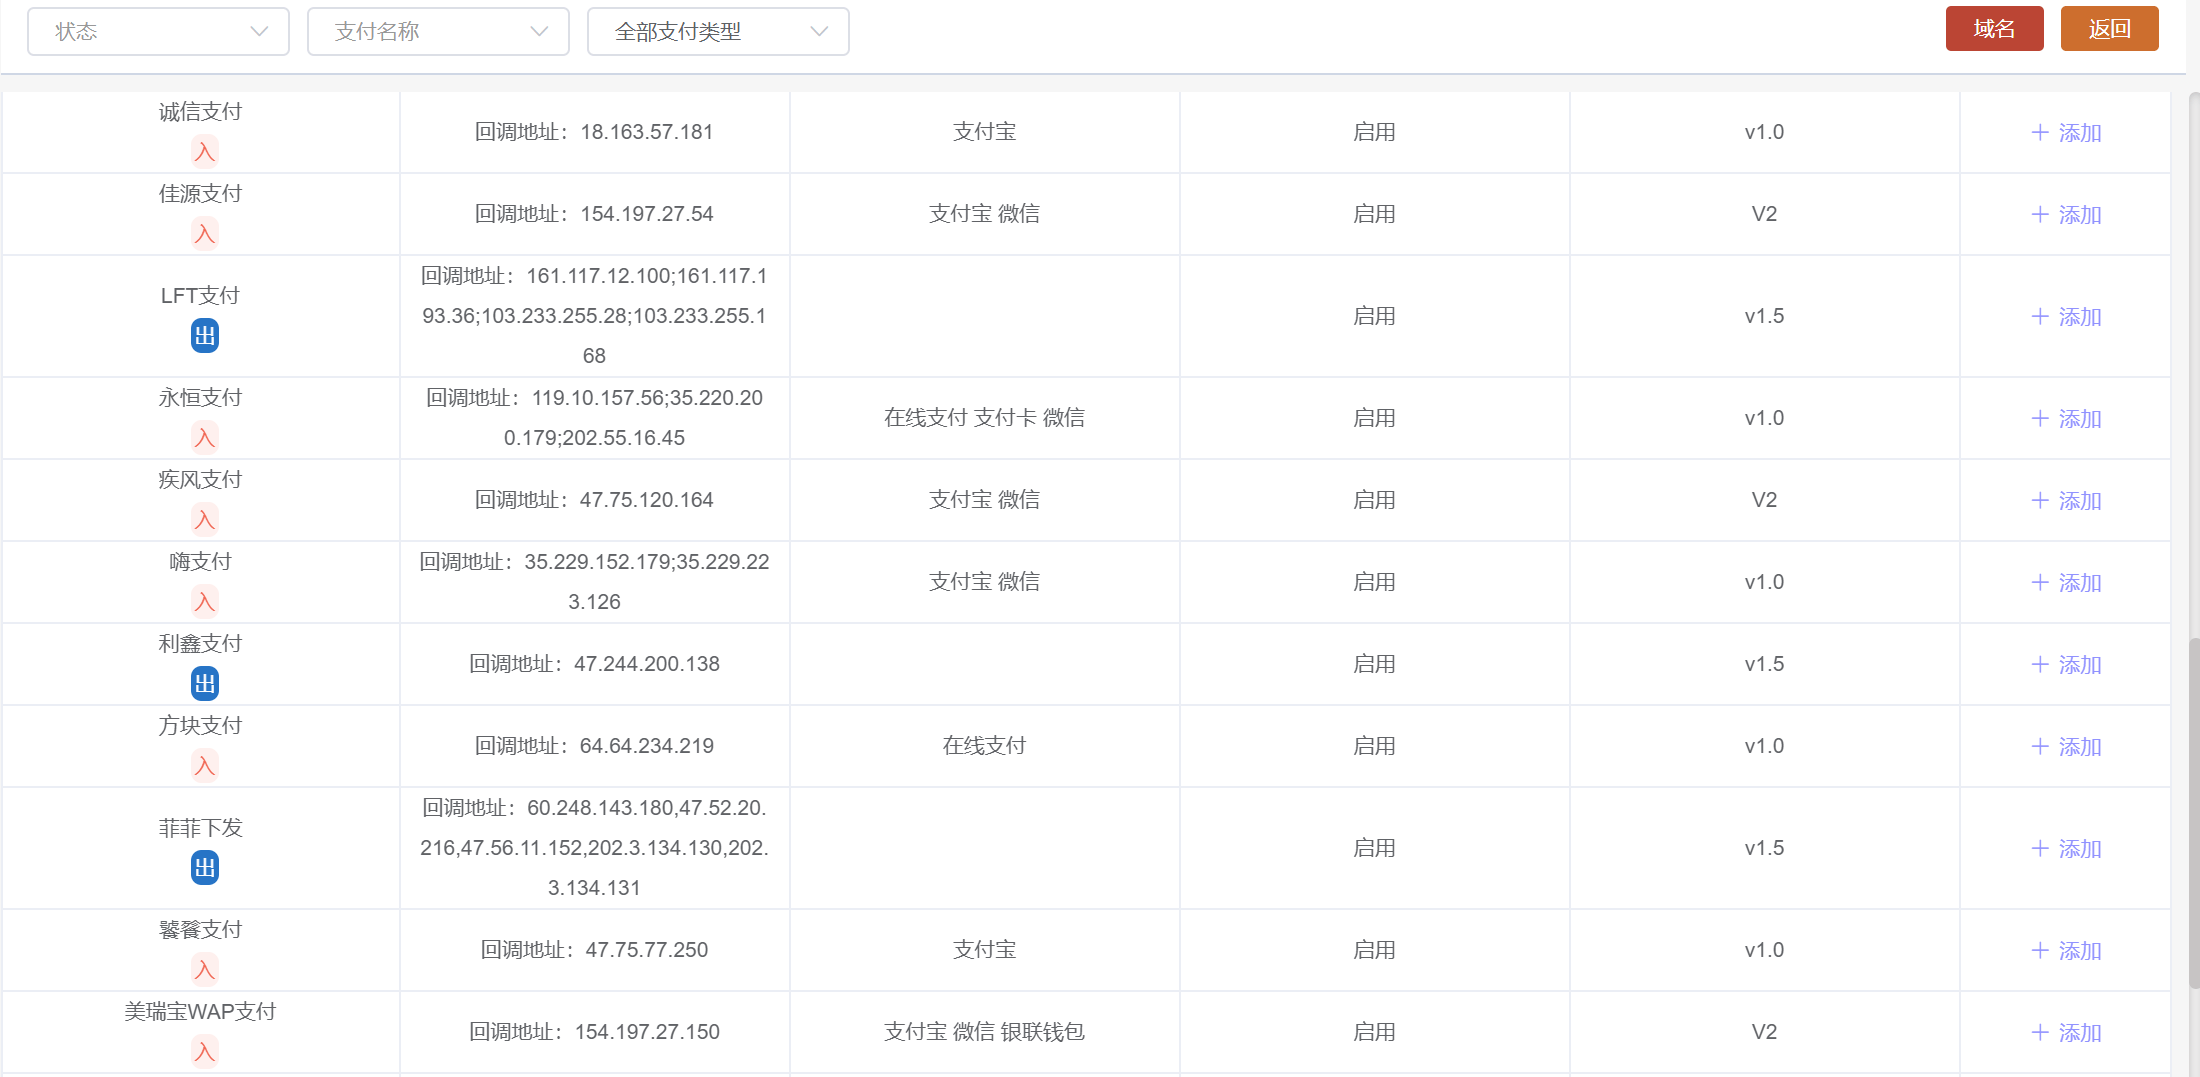 状态 支付名称 全部支付类型 域名 返回
诚信支付
入
回调地址：18.163.57.181 支付宝 启用 v1.0 添加
佳源支付
入
回调地址：154.197.27.54 支付宝 微信 启用 V2 添加
LFT支付
出
回调地址：161.117.12.100;161.117.1
93.36;103.233.255.28;103.233.255.1
68
启用 v1.5 添加
永恒支付
入
回调地址：119.10.157.56;35.220.20
0.179;202.55.16.45
在线支付 支付卡 微信 启用 v1.0 添加
疾风支付
入
回调地址：47.75.120.164 支付宝 微信 启用 V2 添加
嗨支付
入
回调地址：35.229.152.179;35.229.22
3.126
支付宝 微信 启用 v1.0 添加
利鑫支付
出
回调地址：47.244.200.138 启用 v1.5 添加
方块支付
入
回调地址：64.64.234.219 在线支付 启用 v1.0 添加
菲菲下发
出
回调地址：60.248.143.180,47.52.20.
216,47.56.11.152,202.3.134.130,202.
3.134.131
启用 v1.5 添加
饕餮支付
入
回调地址：47.75.77.250 支付宝 启用 v1.0 添加
美瑞宝WAP支付
入
回调地址：154.197.27.150 支付宝 微信 银联钱包 启用 V2 添加